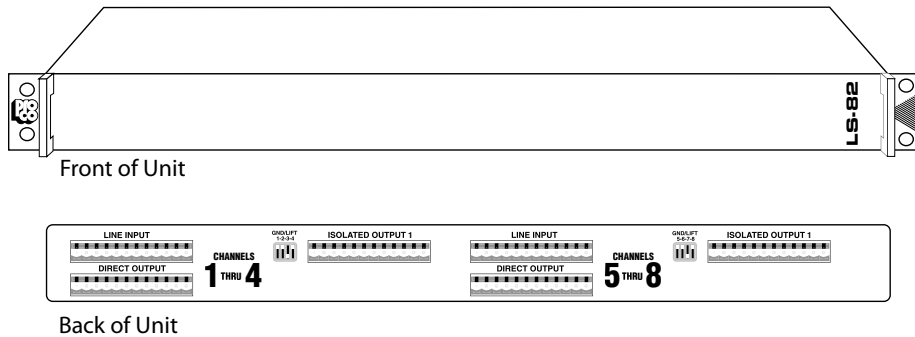 PRO
CO
LS-82
Front of Unit
LINE INPUT
GND/LIFT
1-2-3-4
ISOLATED OUTPUT 1
DIRECT OUTPUT
CHANNELS
1 THRU 4
LINE INPUT
GND/LIFT
5-6-7-8
ISOLATED OUTPUT 1
DIRECT OUTPUT
CHANNELS
5 THRU 8
Back of Unit